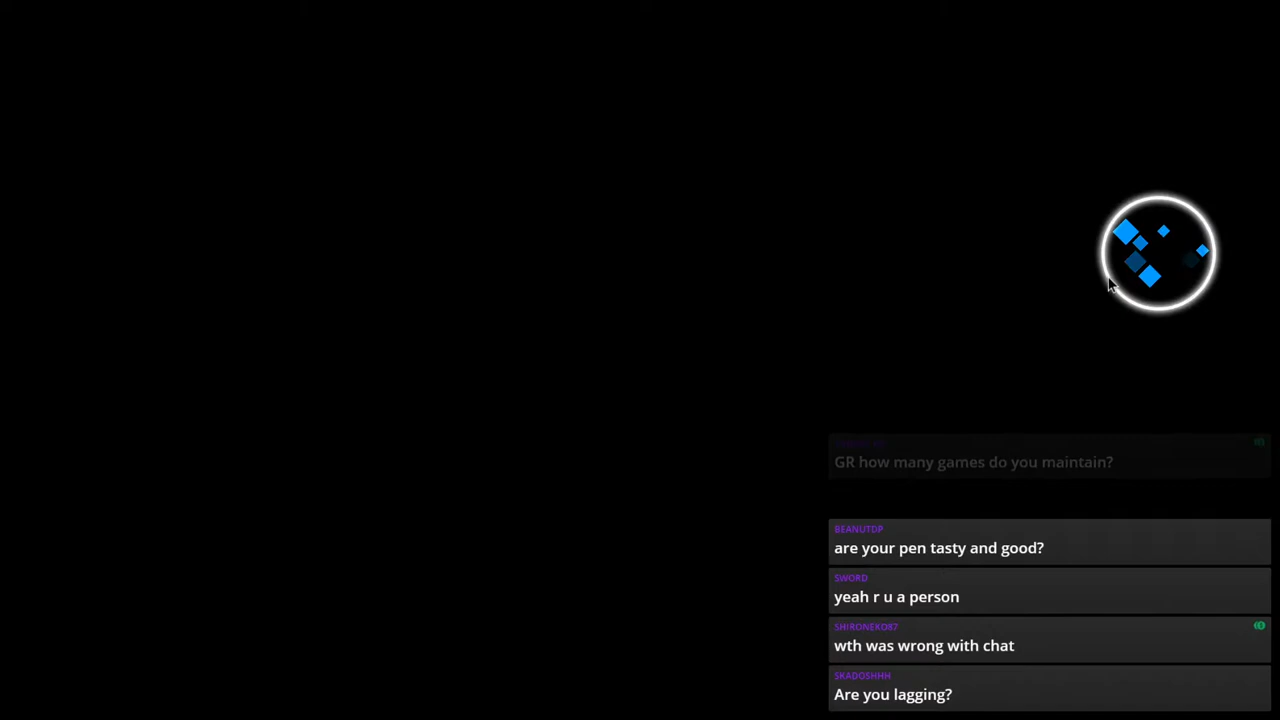 GR how many games do you maintain?
BEANUTDP
are your pen tasty and good?
SWORD
yeah r u a person
SHIRONEKO87
wth was wrong with chat
SKADOSHHH
Are you lagging?